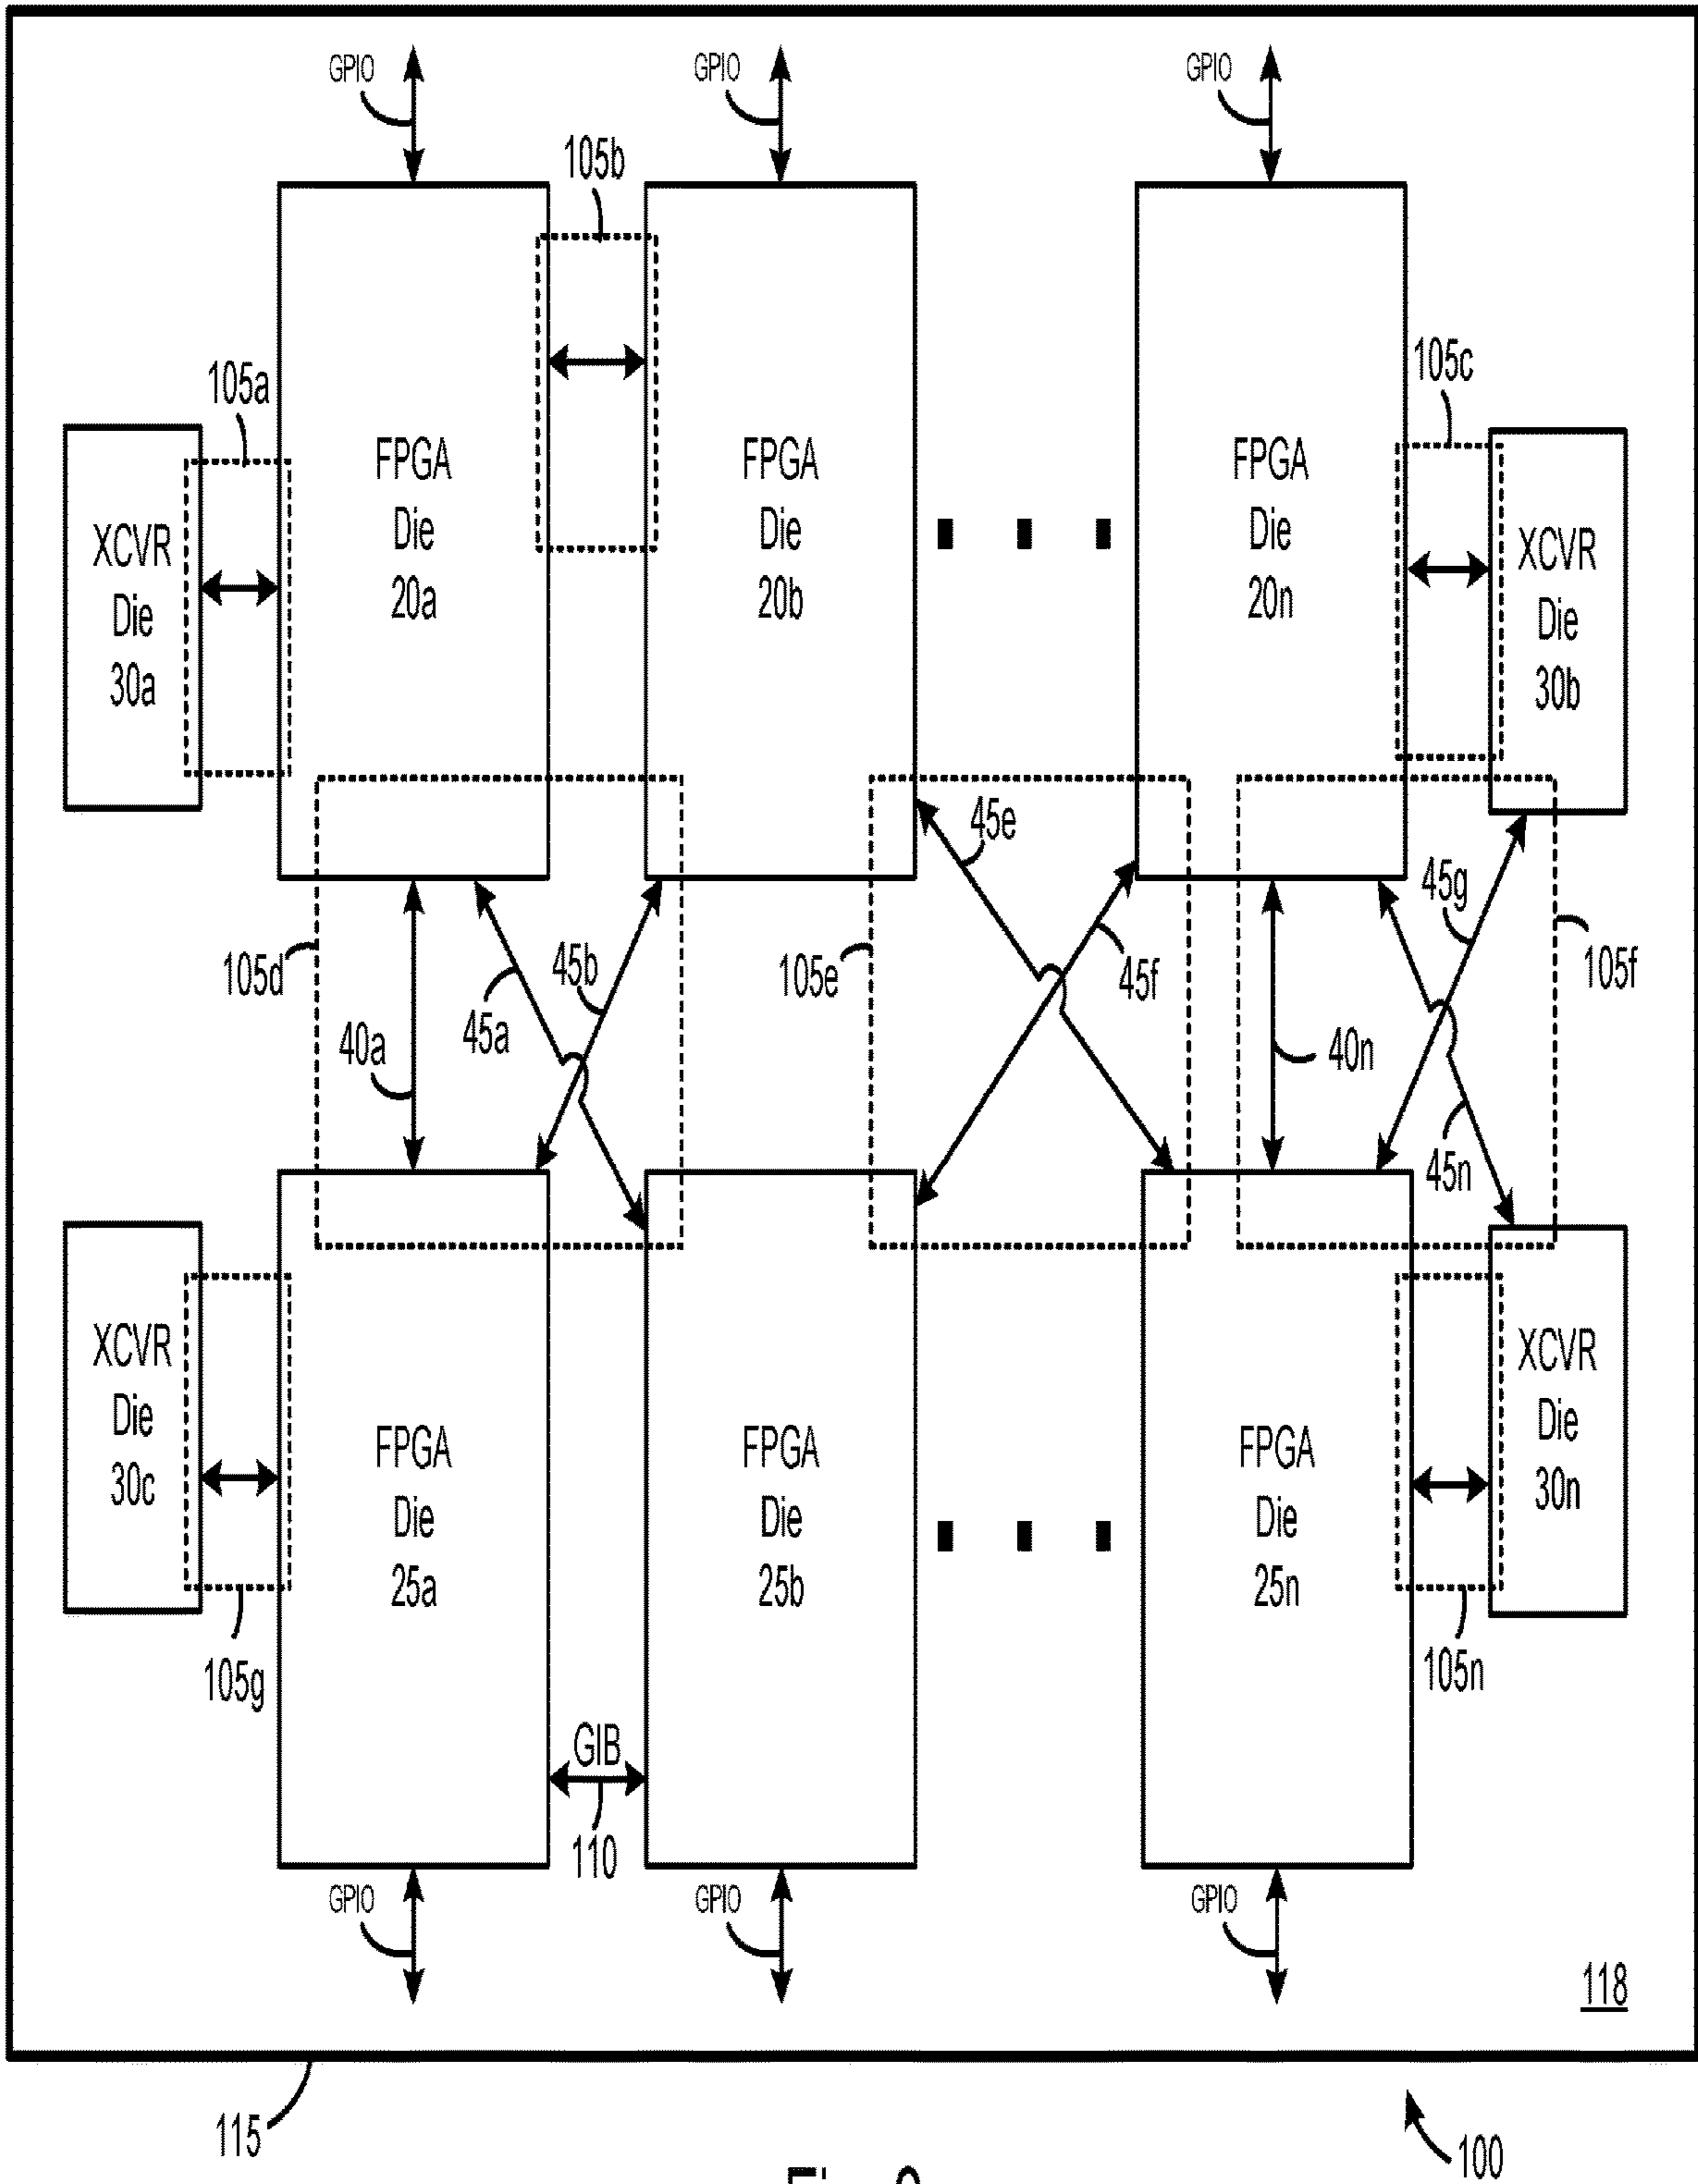 GPIO
GPIO
GPIO
105b
105a
105c
FPGA
Die
20a
FPGA
Die
20b
FPGA
Die
20n
XCVR
Die
30a
XCVR
Die
30b
45e
45g
105d
45a
45b
40a
105e
45f
40n
105f
45n
XCVR
Die
30c
XCVR
Die
30n
FPGA
Die
25a
FPGA
Die
25b
FPGA
Die
25n
105g
105n
GIB
110
GPIO
GPIO
GPIO
118
115
100